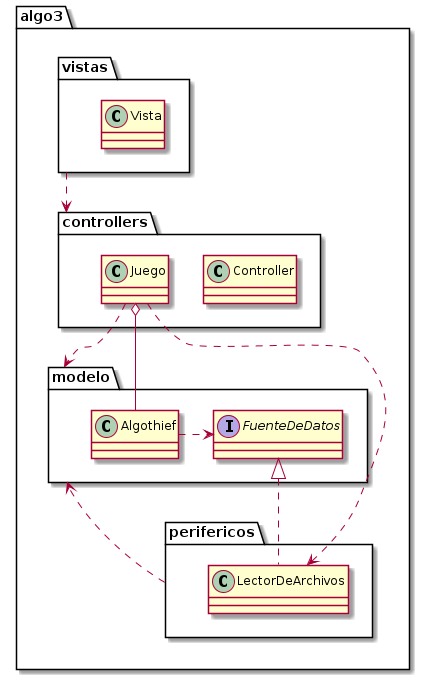 algo3
vistas
C Vista
controllers
C Juego
C Controller
modelo
C Algothief
I FuenteDeDatos
perifericos
C LectorDeArchivos